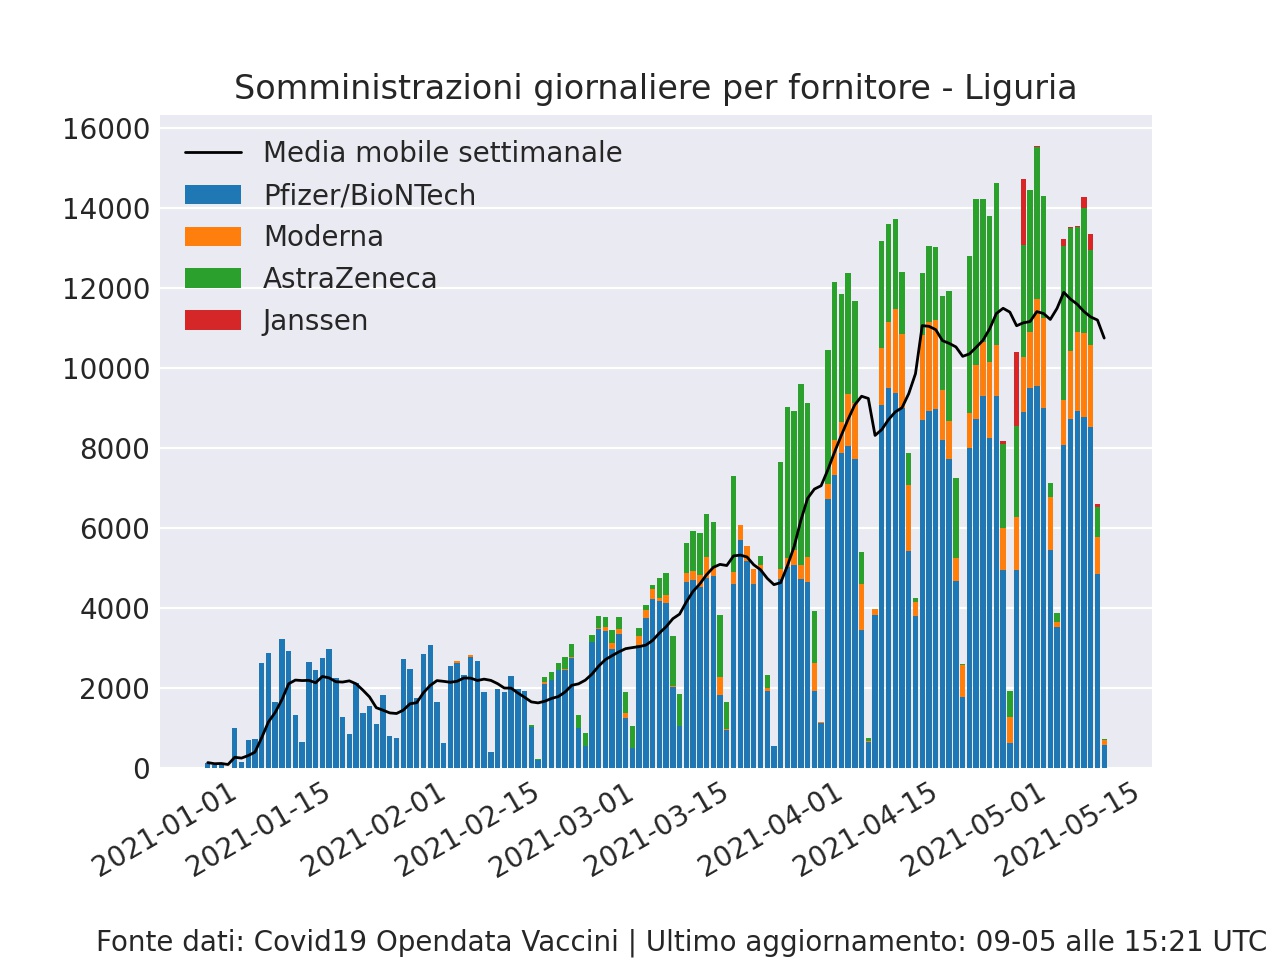 Somministrazioni giornaliere per fornitore - Liguria
16000
14000
12000
10000
8000
6000
4000
2000
0
Media mobile settimanale
Pfizer/BioNTech
Moderna
AstraZeneca
Janssen
2021-01-01
2021-01-15
2021-02-01
2021-02-15
2021-03-01
2021-03-15
2021-04-01
2021-04-15
2021-05-01
2021-05-15
Fonte dati: Covid19 Opendata Vaccini | Ultimo aggiornamento: 09-05 alle 15:21 UTC